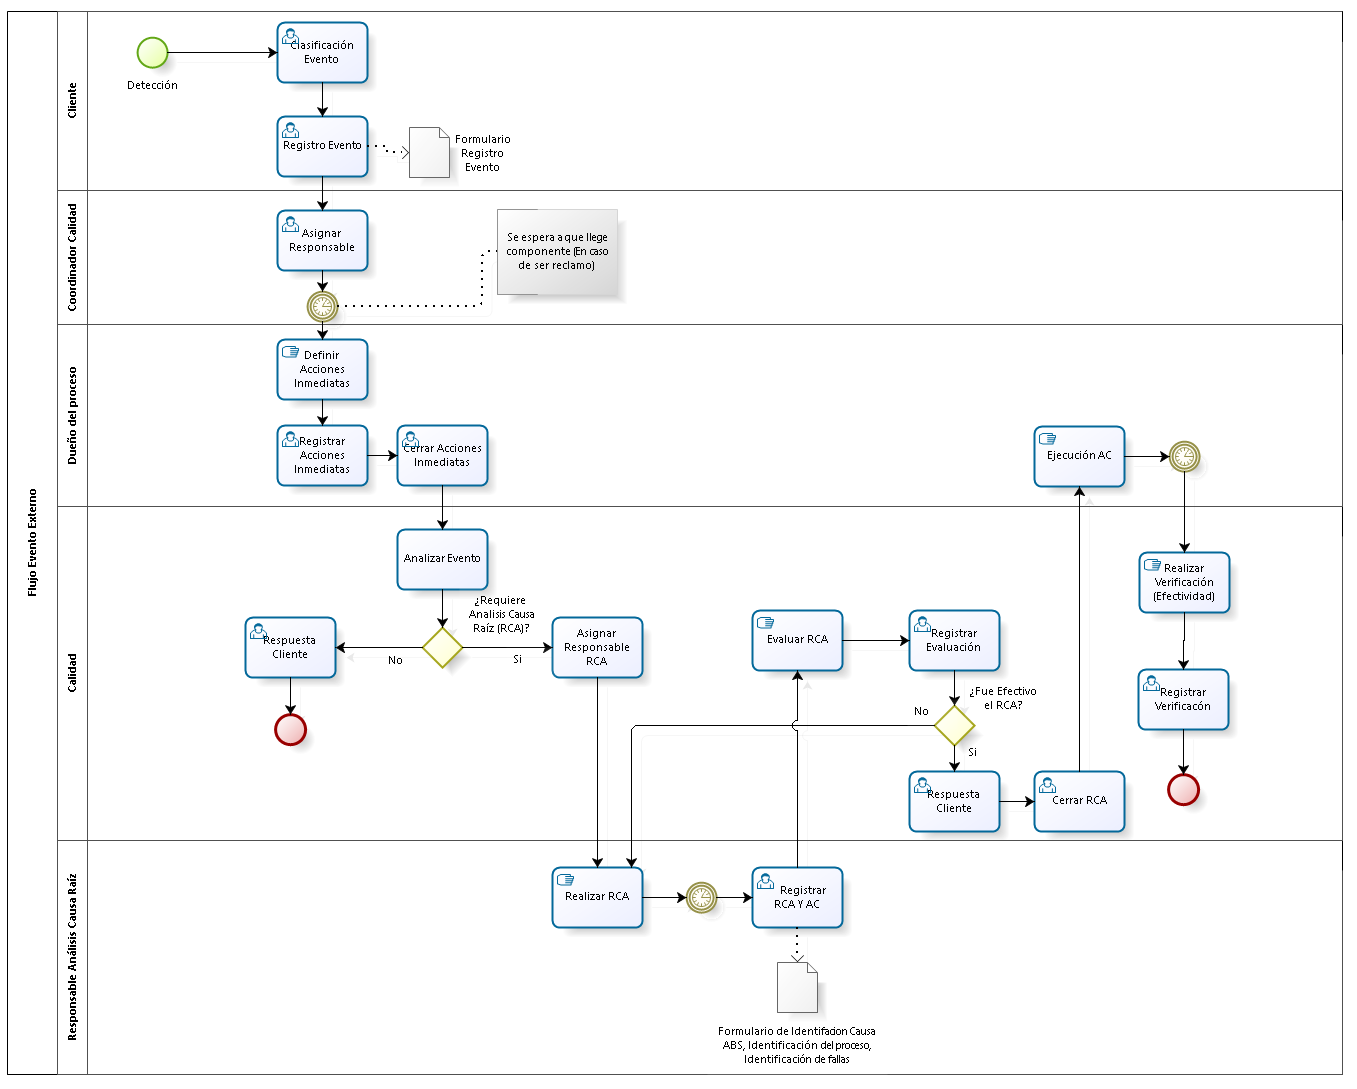 Flujo Evento Externo
Cliente
Detección
Clasificación
Evento
Registro Evento
Formulario
Registro
Evento
Coordinador Calidad
Asignar
Responsable
Se espera a que llege
componente (En caso
de ser reclamo)
Dueño del proceso
Definir
Acciones
Inmediatas
Registrar
Acciones
Inmediatas
Cerrar Acciones
Inmediatas
Ejecución AC
Calidad
Analizar Evento
¿Requiere
Analisis Causa
Raíz (RCA)?
No
Si
Respuesta
Cliente
Asignar
Responsable
RCA
Evaluar RCA
Registrar
Evaluación
¿Fue Efectivo
el RCA?
No
Si
Respuesta
Cliente
Cerrar RCA
Realizar
Verificación
(Efectividad)
Registrar
Verificacón
Responsable Análisis Causa Raíz
Realizar RCA
Registrar
RCA Y AC
Formulario de Identifacion Causa
ABS, Identificación del proceso,
Identificación de fallas